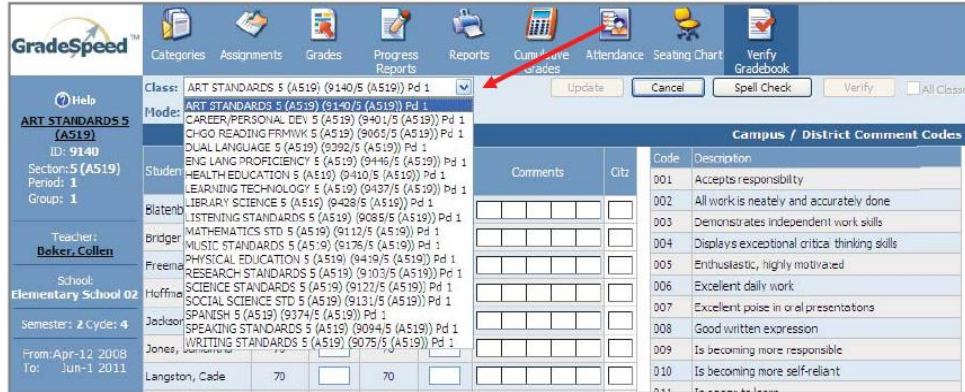 GradeSpeed™
Categories
Assignments
Grades
Progress
Reports
Reports
Cumulative
Grades
Attendance
Seating Chart
Verify
Gradebook
Class: ART STANDARDS 5 (A519) (9140/5 (A519)) Pd 1
Update
Cancel
Spell Check
Verify
Mode:
ART STANDARDS 5 (A519) (9140/5 (A519)) Pd 1
CAREER/PERSONAL DEV 5 (A519) (9401/5 (A519)) Pd 1
CHGO READING FRMWK 5 (A519) (9065/5 (A519)) Pd 1
DUAL LANGUAGE 5 (A519) (9392/5 (A519)) Pd 1
ENG LANG PROFICIENCY 5 (A519) (9446/5 (A519)) Pd 1
HEALTH EDUCATION 5 (A519) (9410/5 (A519)) Pd 1
LEARNING TECHNOLOGY 5 (A519) (9437/5 (A519)) Pd 1
LIBRARY SCIENCE 5 (A519) (9428/5 (A519)) Pd 1
LISTENING STANDARDS 5 (A519) (9085/5 (A519)) Pd 1
MATHEMATICS STD 5 (A519) (9112/5 (A519)) Pd 1
MUSIC STANDARDS 5 (A519) (9176/5 (A519)) Pd 1
PHYSICAL EDUCATION 5 (A519) (9419/5 (A519)) Pd 1
RESEARCH STANDARDS 5 (A519) (9103/5 (A519)) Pd 1
SCIENCE STANDARDS 5 (A519) (9122/5 (A519)) Pd 1
SOCIAL SCIENCE STD 5 (A519) (9131/5 (A519)) Pd 1
SPANISH 5 (A519) (9374/5 (A519)) Pd 1
SPEAKING STANDARDS 5 (A519) (9094/5 (A519)) Pd 1
WRITING STANDARDS 5 (A519) (9075/5 (A519)) Pd 1
Help
ART STANDARDS 5
(A519)
ID: 9140
Section: 5 (A519)
Period: 1
Group: 1
Teacher:
Baker, Collen
School:
Elementary School 02
Semester: 2 Cycle: 4
From: Apr-12 2008
To: Jun-1 2011
Studen
Comments
Citz
Blatenb
Bridger
Freema
Hoffma
Jackson
Jones,
70
70
Langston, Cade
70
70
Campus / District Comment Codes
Code Description
001 Accepts responsibility
002 All work is neately and accurately done
003 Demonstrates independent work skills
004 Displays exceptional critical thinking skills
005 Enthusiastic, highly motivated
006 Excellent daily work
007 Excellent poise in oral presentations
008 Good written expression
009 Is becoming more responsible
010 Is becoming more self-reliant